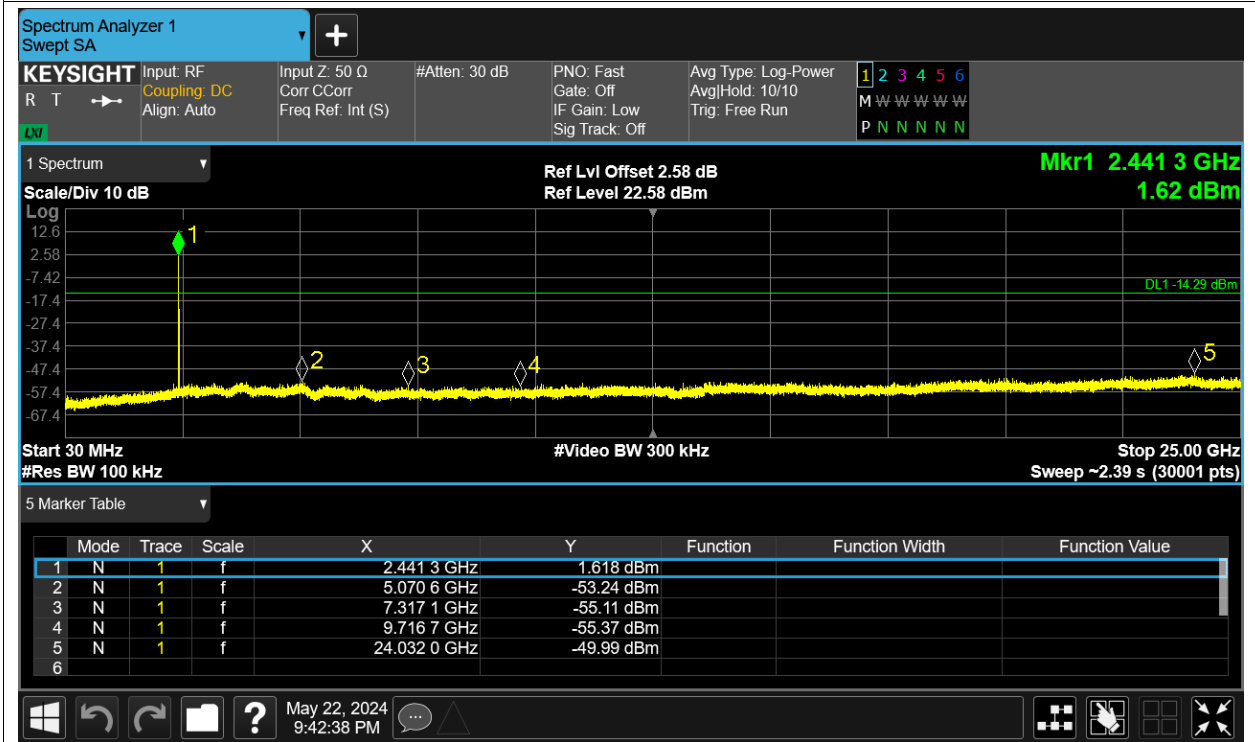 Spectrum Analyzer 1
Swept SA
+
KEYSIGHT
R T
LXI
Input: RF
Coupling: DC
Align: Auto
Input Z: 50 Ω
Corr CCorr
Freq Ref: Int (S)
#Atten: 30 dB
PNO: Fast
Gate: Off
IF Gain: Low
Sig Track: Off
Avg Type: Log-Power
Avg|Hold: 10/10
Trig: Free Run
1 2 3 4 5 6
M W W W W W
P N N N N N
1 Spectrum
Scale/Div 10 dB
Ref Lvl Offset 2.58 dB
Ref Level 22.58 dBm
Mkr1 2.441 3 GHz
1.62 dBm
Log
12.6
2.58
-7.42
-17.4
-27.4
-37.4
-47.4
-57.4
-67.4
1
2
3
4
5
DL1 -14.29 dBm
Start 30 MHz
#Video BW 300 kHz
Stop 25.00 GHz
#Res BW 100 kHz
Sweep ~2.39 s (30001 pts)
5 Marker Table
Mode Trace Scale X Y Function Function Width Function Value
1 N 1 f 2.441 3 GHz 1.618 dBm
2 N 1 f 5.070 6 GHz -53.24 dBm
3 N 1 f 7.317 1 GHz -55.11 dBm
4 N 1 f 9.716 7 GHz -55.37 dBm
5 N 1 f 24.032 0 GHz -49.99 dBm
6
?
May 22, 2024
9:42:38 PM